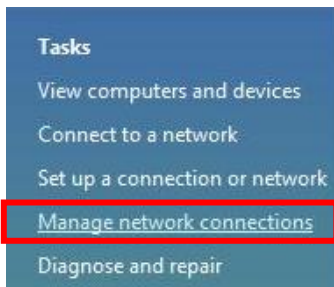 Tasks
View computers and devices
Connect to a network
Set up a connection or network
Manage network connections
Diagnose and repair